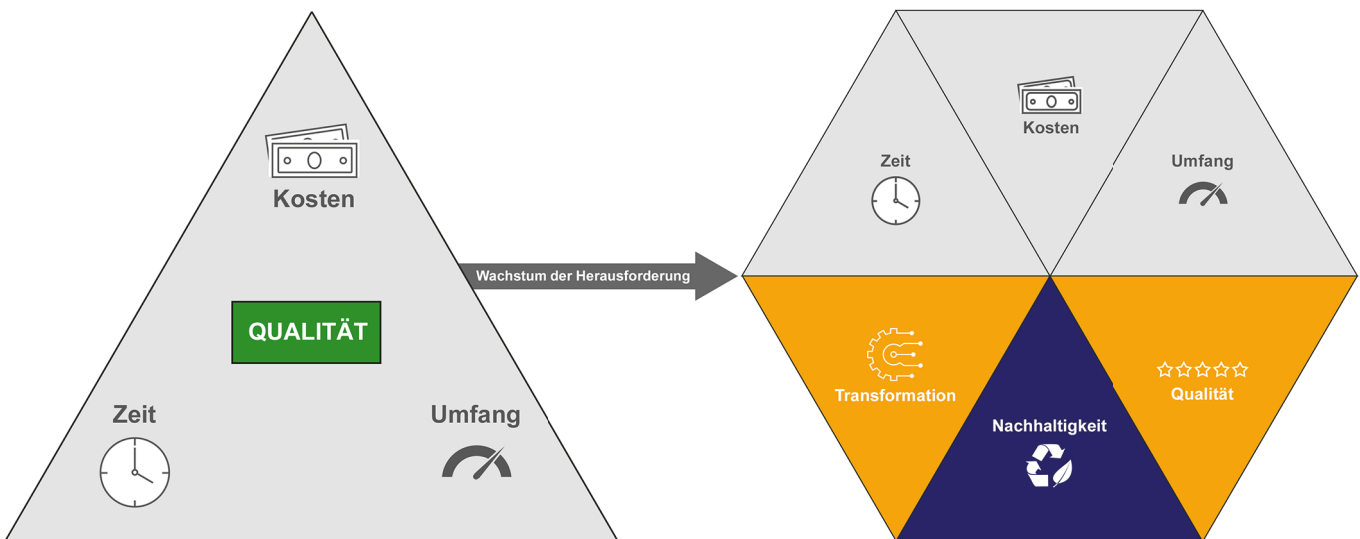 Kosten
QUALITÄT
Zeit
Umfang
Wachstum der Herausforderung
Kosten
Zeit
Umfang
Transformation
Nachhaltigkeit
Qualität